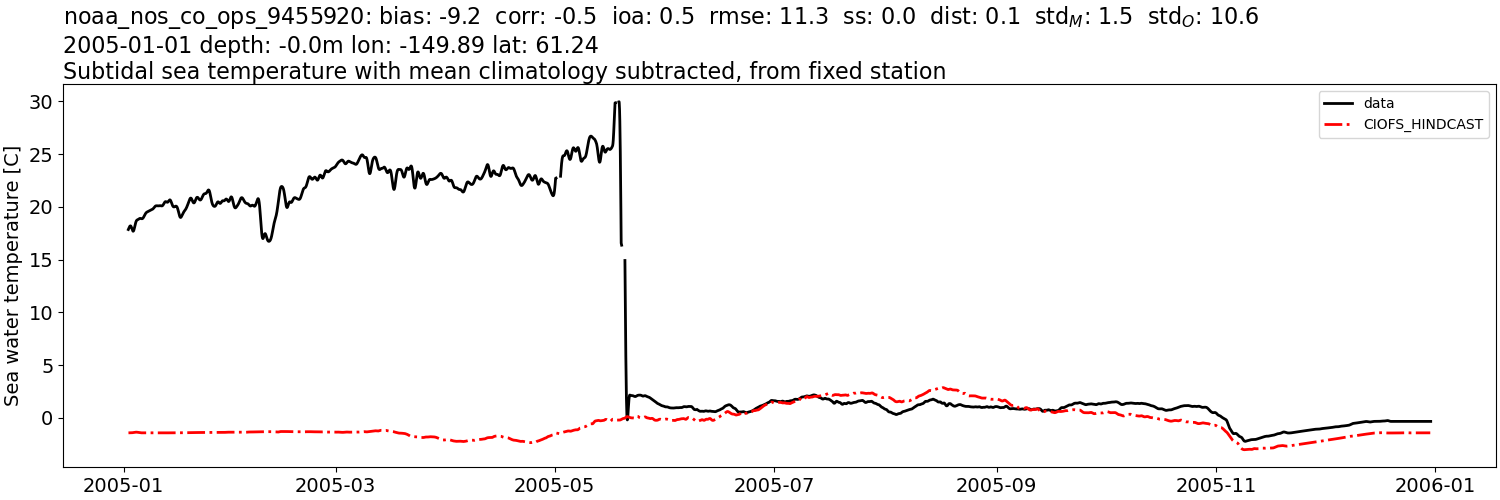 noaa_nos_co_ops_9455920: bias: -9.2 corr: -0.5 ioa: 0.5 rmse: 11.3 ss: 0.0 dist: 0.1 std_M: 1.5 std_O: 10.6
2005-01-01 depth: -0.0m lon: -149.89 lat: 61.24
Subtidal sea temperature with mean climatology subtracted, from fixed station
Sea water temperature [C]
30
25
20
15
10
5
0
data
CIOFS_HINDCAST
2005-01
2005-03
2005-05
2005-07
2005-09
2005-11
2006-01